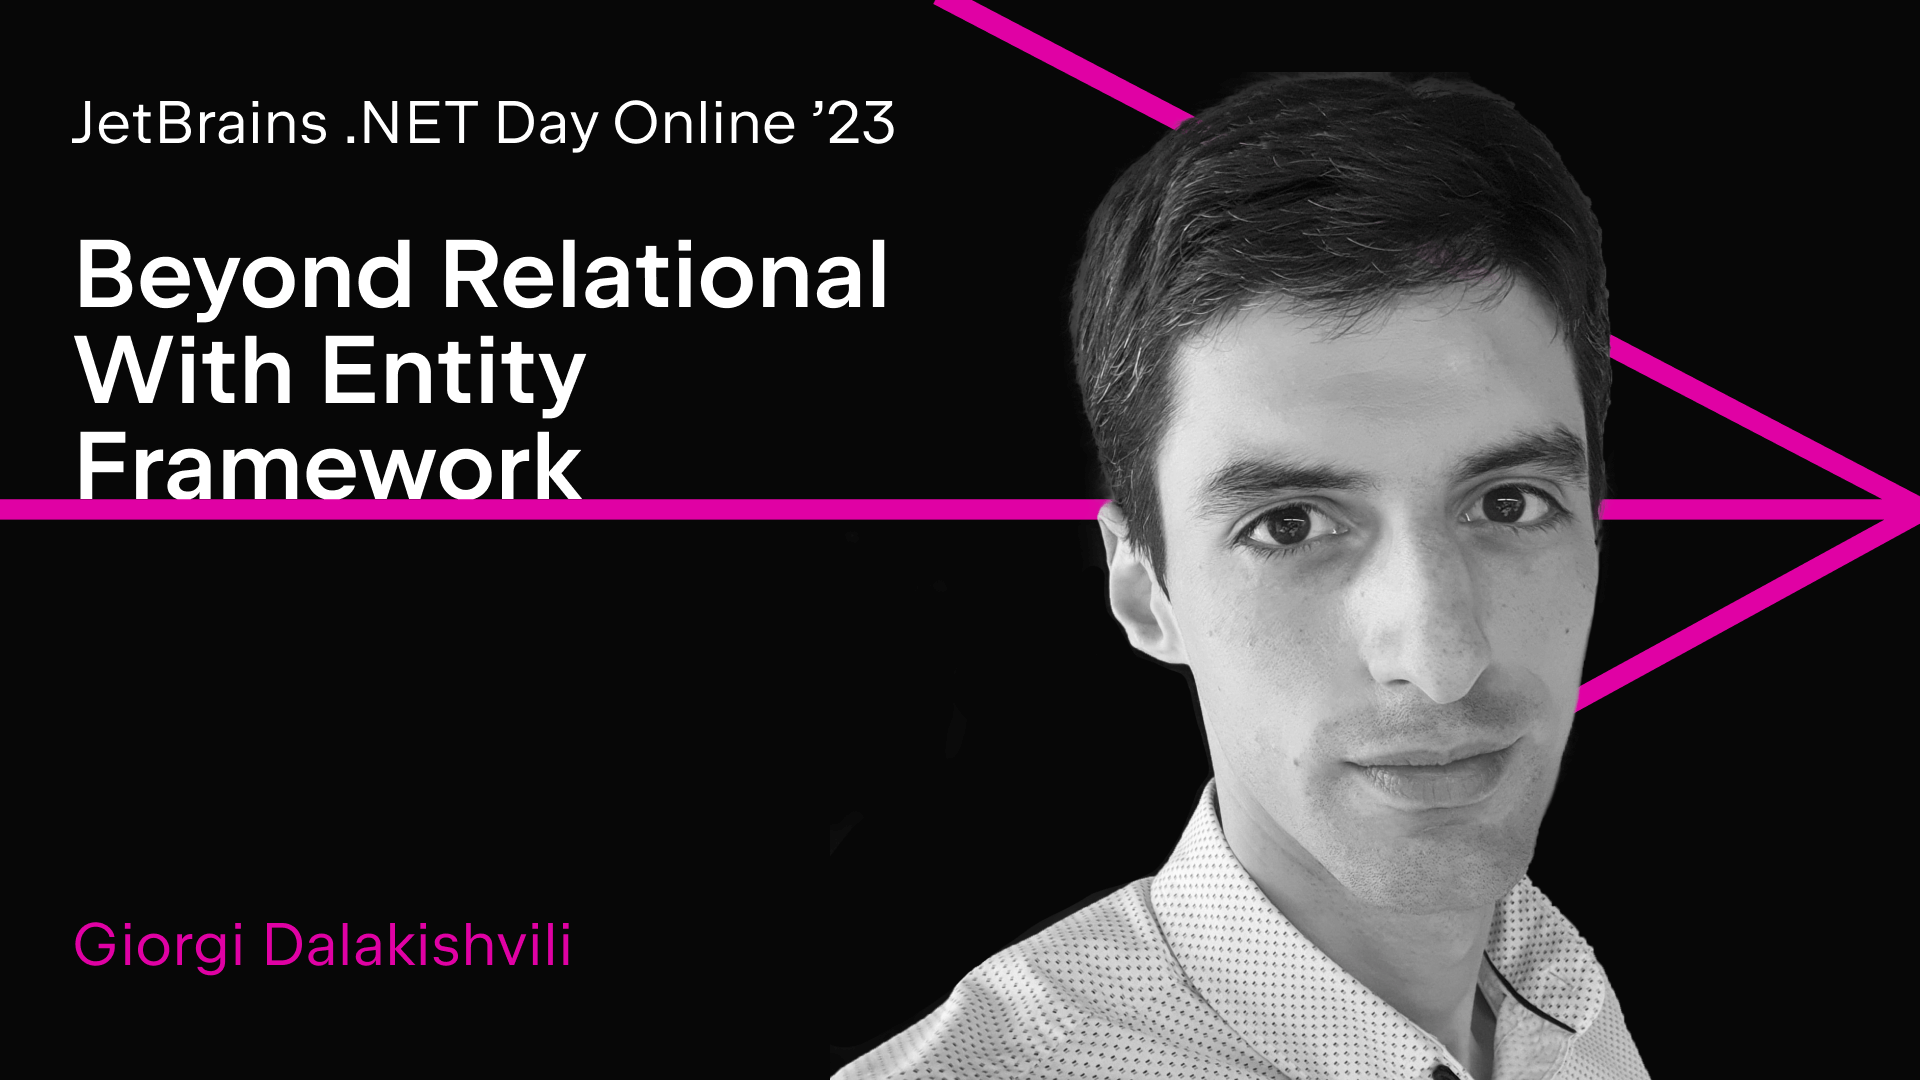 JetBrains .NET Day Online ’23
Beyond Relational
With Entity
Framework
Giorgi Dalakishvili